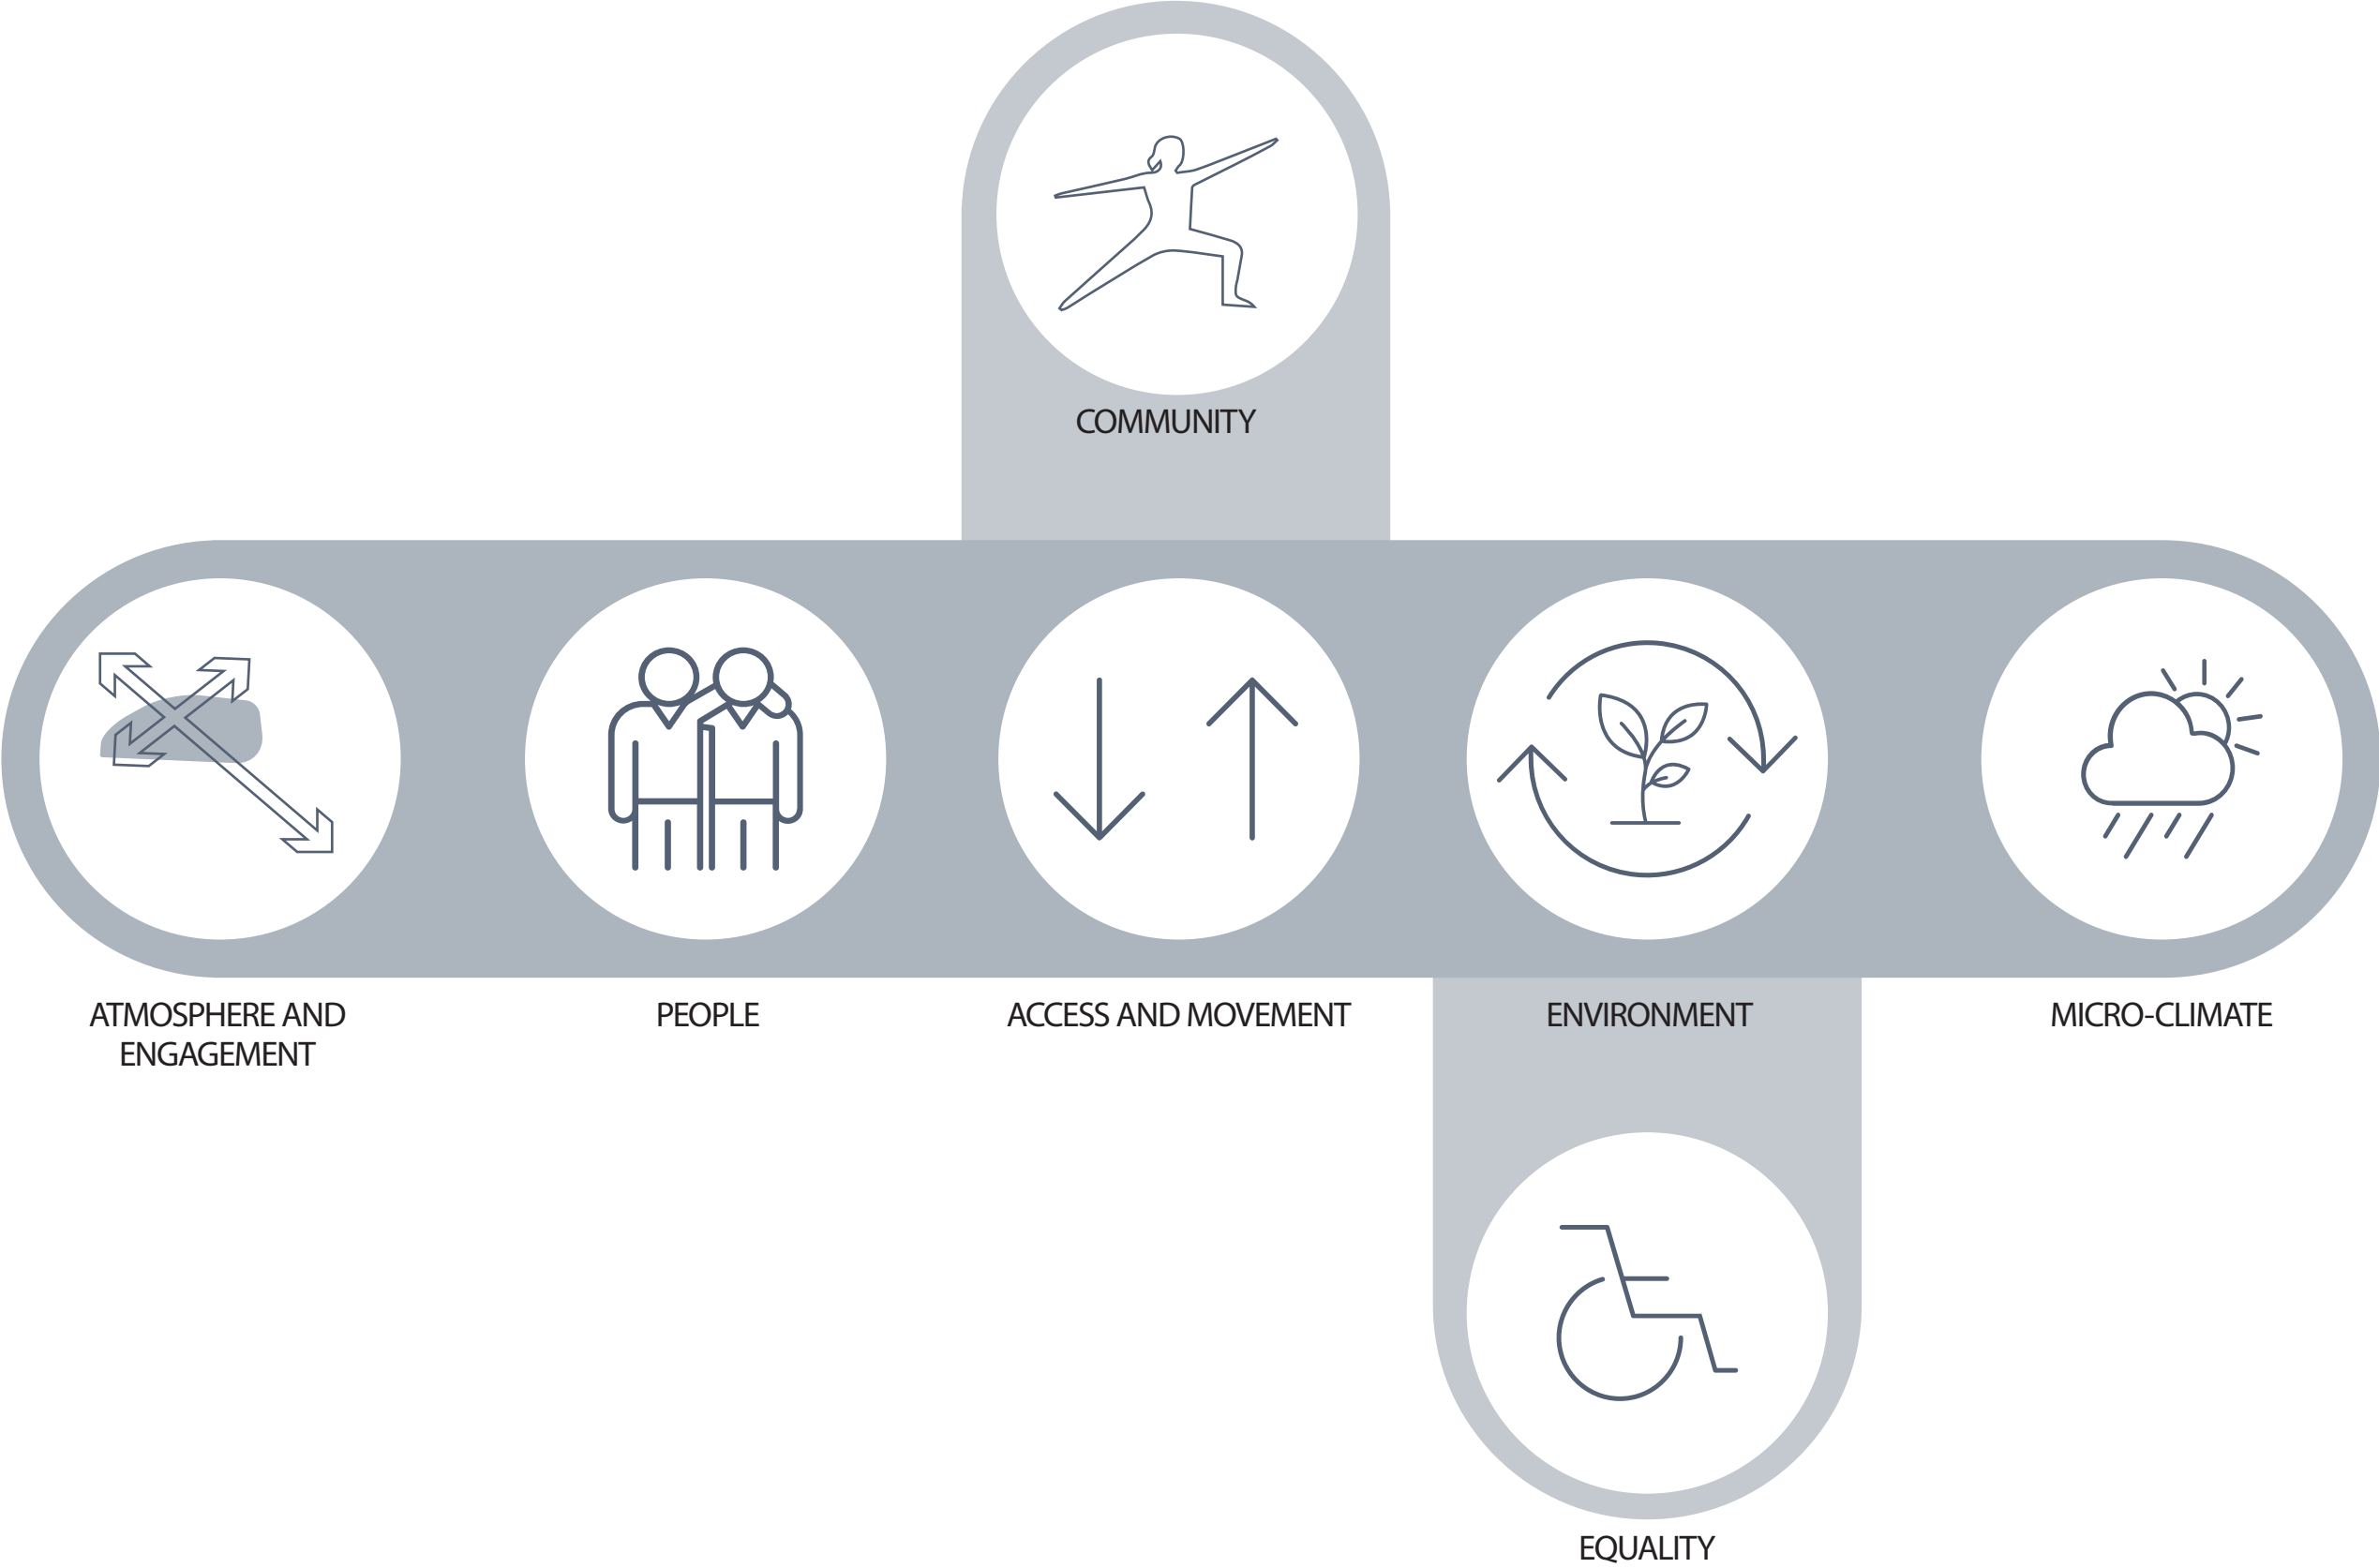 COMMUNITY
ATMOSPHERE AND
ENGAGEMENT
PEOPLE
ACCESS AND MOVEMENT
ENVIRONMENT
MICRO-CLIMATE
EQUALITY